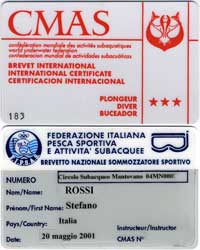 CMAS
confédération mondiale des activités subaquatiques
world underwater federation
confederacion mundial de actividades subacuaticas
BREVET INTERNATIONAL
INTERNATIONAL CERTIFICATE
CERTIFICACION INTERNACIONAL
PLONGEUR
DIVER
BUCEADOR
★★★
183
FEDERAZIONE ITALIANA
PESCA SPORTIVA
E ATTIVITA' SUBACQUEE
BREVETTO NAZIONALE SOMMOZZATORE SPORTIVO
NUMERO
Circolo Subacqueo Mantovano
Nom/Name: ROSSI
Prénom/First Name: Stefano
Pays/Country: Italia
Instructeur/Instructor
Date: 20 maggio 2001
CMAS N°